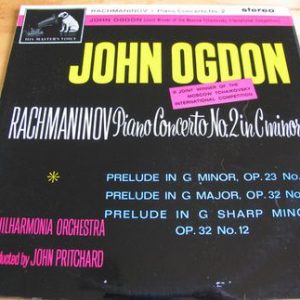 RACHMANINOV - Piano Concerto No. 2
stereo
JOHN OGDON (Joint Winner of the Moscow Tchaikovsky International Competition)
HIS MASTER'S VOICE
JOHN OGDON
JOINT WINNER OF THE
MOSCOW TCHAIKOVSKY
INTERNATIONAL COMPETITION
RACHMANINOV Piano Concerto No. 2 in C minor
PRELUDE IN G MINOR, OP. 23 No.
PRELUDE IN G MAJOR, OP. 32 No.
PRELUDE IN G SHARP MIN
OP. 32 No. 12
HILHARMONIA ORCHESTRA
ducted by JOHN PRITCHARD